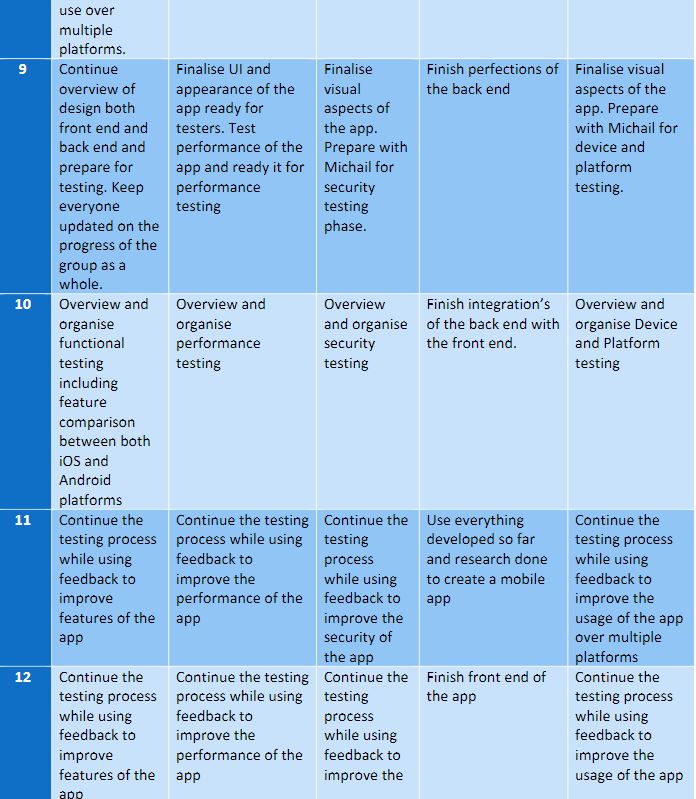 use over
multiple
platforms.
9
Continue
overview of
design both
front end and
back end and
prepare for
testing. Keep
everyone
updated on the
progress of the
group as a
whole.
Finalise UI and
appearance of the
app ready for
testers. Test
performance of the
app and ready it for
performance
testing
Finalise
visual
aspects of
the app.
Prepare with
Michail for
security
testing
phase.
Finish perfections of
the back end
Finalise visual
aspects of the
app. Prepare
with Michail for
device and
platform
testing.
10
Overview and
organise
functional
testing
including
feature
comparison
between both
iOS and
Android
platforms
Overview and
organise
performance
testing
Overview
and organise
security
testing
Finish integration's
of the back end with
the front end.
Overview and
organise Device
and Platform
testing
11
Continue the
testing process
while using
feedback to
improve
features of the
app
Continue the testing
process while using
feedback to
improve the
performance of the
app
Continue the
testing
process
while using
feedback to
improve the
security of
the app
Use everything
developed so far
and research done
to create a mobile
app
Continue the
testing process
while using
feedback to
improve the
usage of the app
over multiple
platforms
12
Continue the
testing process
while using
feedback to
improve
features of the
app
Continue the testing
process while using
feedback to
improve the
performance of the
app
Continue the
testing
process
while using
feedback to
improve the
Finish front end of
the app
Continue the
testing process
while using
feedback to
improve the
usage of the app